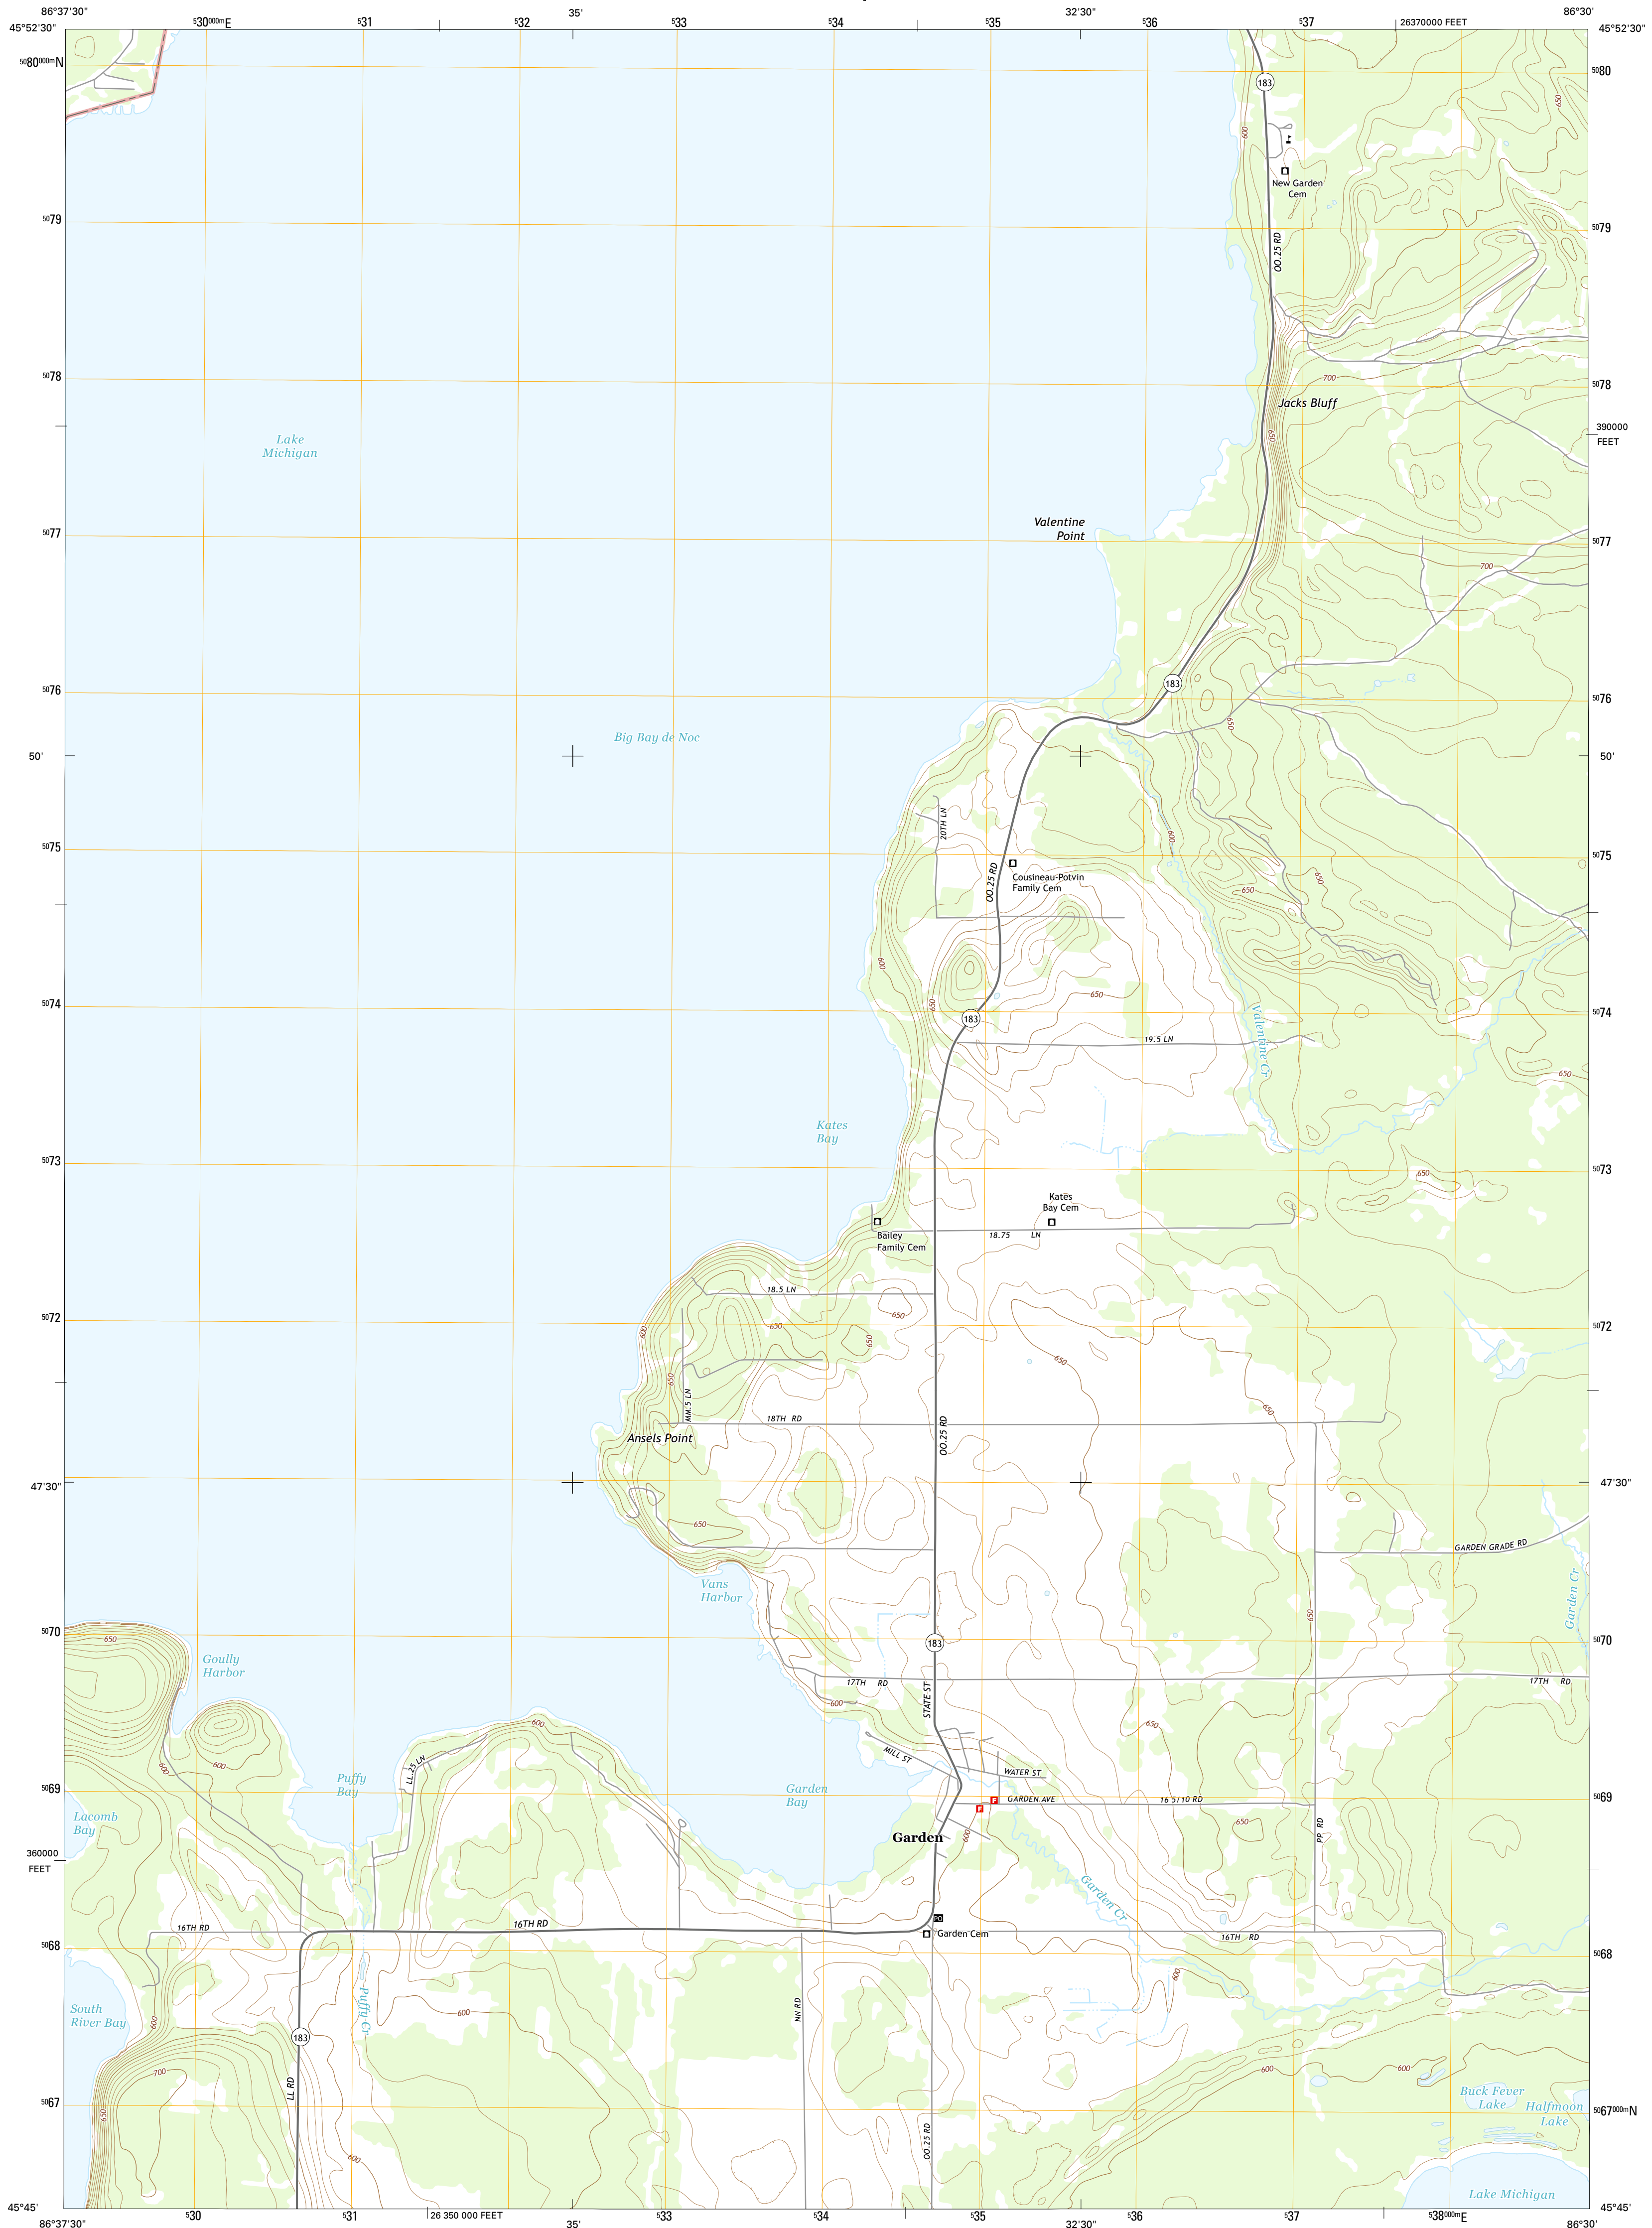 86°37'30"
530000mE
531
532
35'
533
534
535
32'30"
536
537
26370000 FEET
86°30'
45°52'30"
45°52'30"
5080000mN
5080
183
600
650
New Garden
Cem
5079
5079
OO.25 RD
5078
5078
700
Jacks Bluff
390000
FEET
650
Lake
Michigan
Valentine
Point
5077
5077
700
183
5076
5076
650
Big Bay de Noc
50'
50'
20TH LN
600
5075
5075
OO.25 RD
Cousineau-Potvin
Family Cem
650
650
600
650
650
5074
5074
183
Valentine Cr
19.5 LN
650
Kates
Bay
5073
5073
650
Kates
Bay Cem
Bailey
Family Cem
18.75 LN
18.5 LN
650
5072
5072
600
650
650
650
650
MM.5 LN
650
18TH RD
OO.25 RD
Ansels Point
47'30"
47'30"
650
GARDEN GRADE RD
Vans
Harbor
Garden Cr
650
5070
5070
650
183
Goully
Harbor
17TH RD
17TH RD
STATE ST
600
600
650
MILL ST
600
600
LL.25 LN
WATER ST
Puffy
Bay
5069
5069
Garden
Bay
F
F
GARDEN AVE
16 5/10 RD
Lacomb
Bay
650
PP RD
600
Garden
360000
FEET
Garden Cr
16TH RD
16TH RD
PO
Garden Cem
16TH RD
5068
5068
600
Puffy Cr
South
River Bay
600
600
NN RD
183
700
600
600
LL RD
Buck Fever
Lake
Halfmoon
Lake
5067
5067000mN
650
OO.25 RD
600
Lake Michigan
45°45'
45°45'
86°37'30"
530
531
26 350 000 FEET
35'
533
534
535
32'30"
536
537
538000mE
86°30'